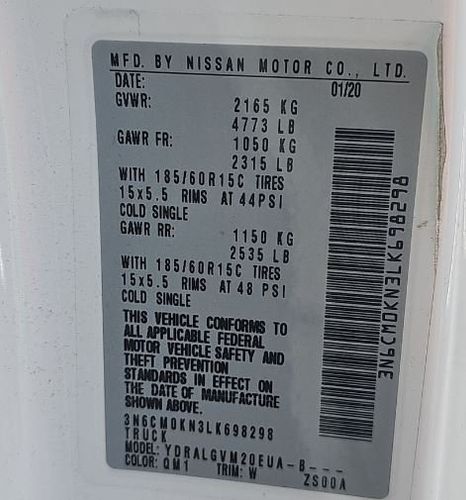 MFD. BY NISSAN MOTOR CO., LTD.
DATE: 01/20
GVWR: 2165 KG
4773 LB
GAWR FR: 1050 KG
2315 LB
WITH 185/60R15C TIRES
15x5.5 RIMS AT 44PSI
COLD SINGLE
GAWR RR: 1150 KG
2535 LB
WITH 185/60R15C TIRES
15x5.5 RIMS AT 48 PSI
COLD SINGLE
THIS VEHICLE CONFORMS TO
ALL APPLICABLE FEDERAL
MOTOR VEHICLE SAFETY AND
THEFT PREVENTION
STANDARDS IN EFFECT ON
THE DATE OF MANUFACTURE
SHOWN ABOVE.
3N6CM0KN3LK698298
TRUCK
MODEL: YDRALGVM20EUA-B---
COLOR: QM1 TRIM: W ZS00A
3N6CM0KN3LK698298